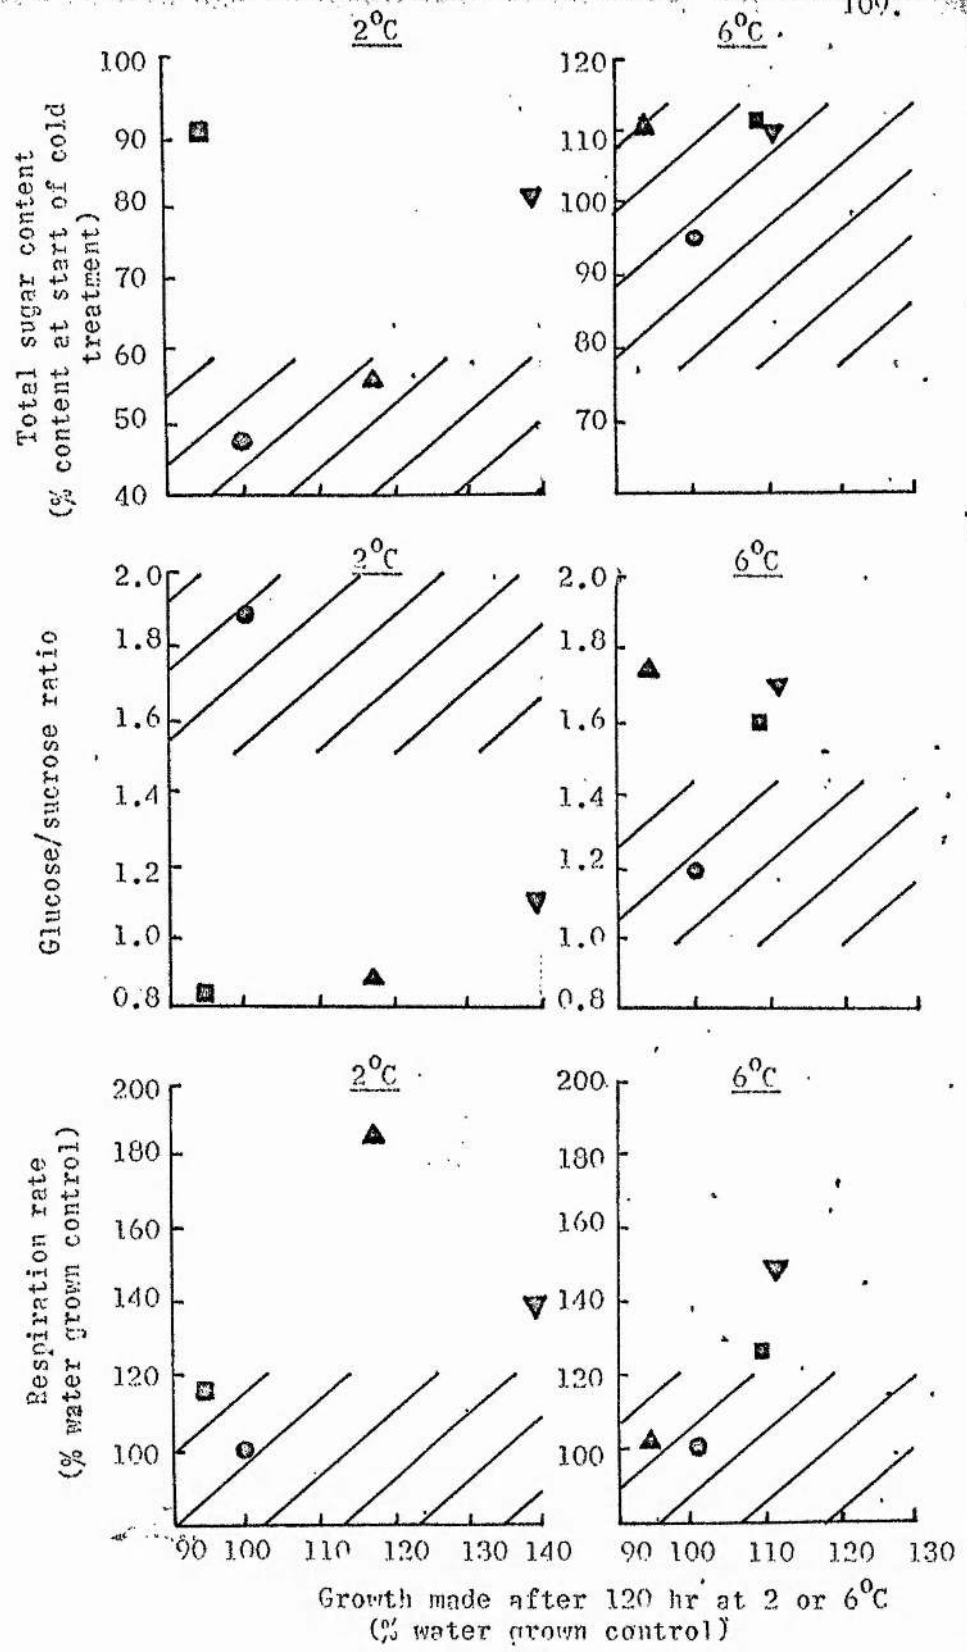 109.
2°C
6°C
100
90
80
70
60
50
40
120
110
100
90
80
70
Total sugar content
(% content at start of cold
treatment)
2°C
6°C
2.0
1.8
1.6
1.4
1.2
1.0
0.8
2.0
1.8
1.6
1.4
1.2
1.0
0.8
Glucose/sucrose ratio
2°C
6°C
200
180
160
140
120
100
200
180
160
140
120
100
Respiration rate
(% water grown control)
90 100 110 120 130 140
90 100 110 120 130
Growth made after 120 hr at 2 or 6°C
(% water grown control)